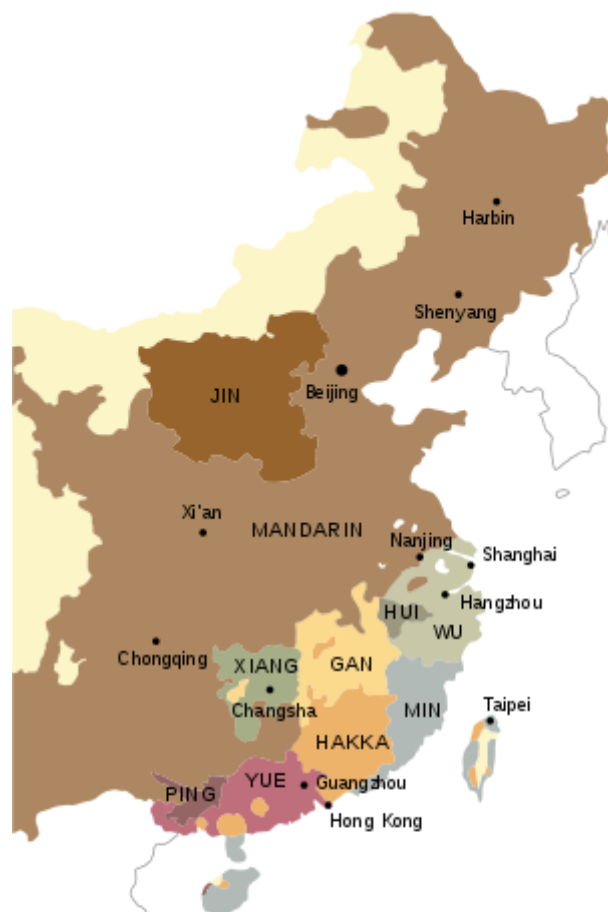 Harbin
Shenyang
Beijing
JIN
Xi'an
MANDARIN
Nanjing
Shanghai
Hangzhou
HUI
WU
Chongqing
XIANG
GAN
Changsha
MIN
Taipei
HAKKA
YUE
Guangzhou
PING
Hong Kong